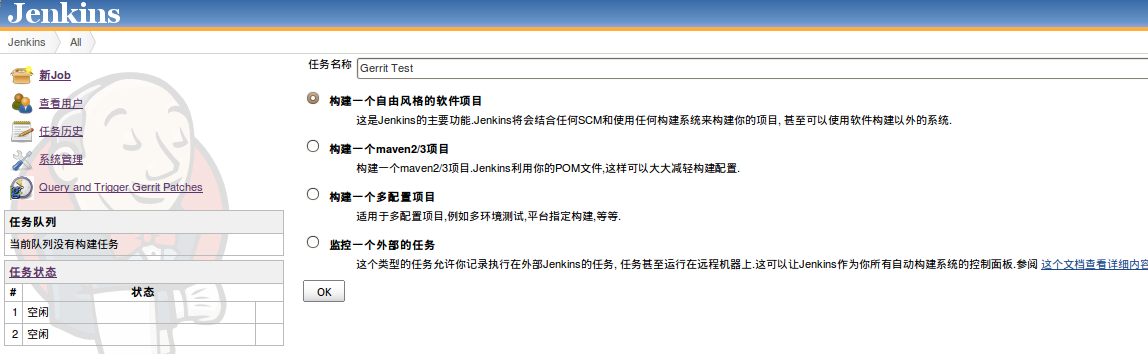 Jenkins
Jenkins All
新Job
查看用户
任务历史
系统管理
Query and Trigger Gerrit Patches
任务队列
当前队列没有构建任务
任务状态
# 状态
1 空闲
2 空闲
任务名称 Gerrit Test
构建一个自由风格的软件项目
这是Jenkins的主要功能.Jenkins将会结合任何SCM和使用任何构建系统来构建你的项目, 甚至可以使用软件构建以外的系统.
构建一个maven2/3项目
构建一个maven2/3项目.Jenkins利用你的POM文件,这样可以大大减轻构建配置.
构建一个多配置项目
适用于多配置项目,例如多环境测试,平台指定构建,等等.
监控一个外部的任务
这个类型的任务允许你记录执行在外部Jenkins的任务, 任务甚至运行在远程机器上.这可以让Jenkins作为你所有自动构建系统的控制面板.参阅 这个文档查看详细内容
OK